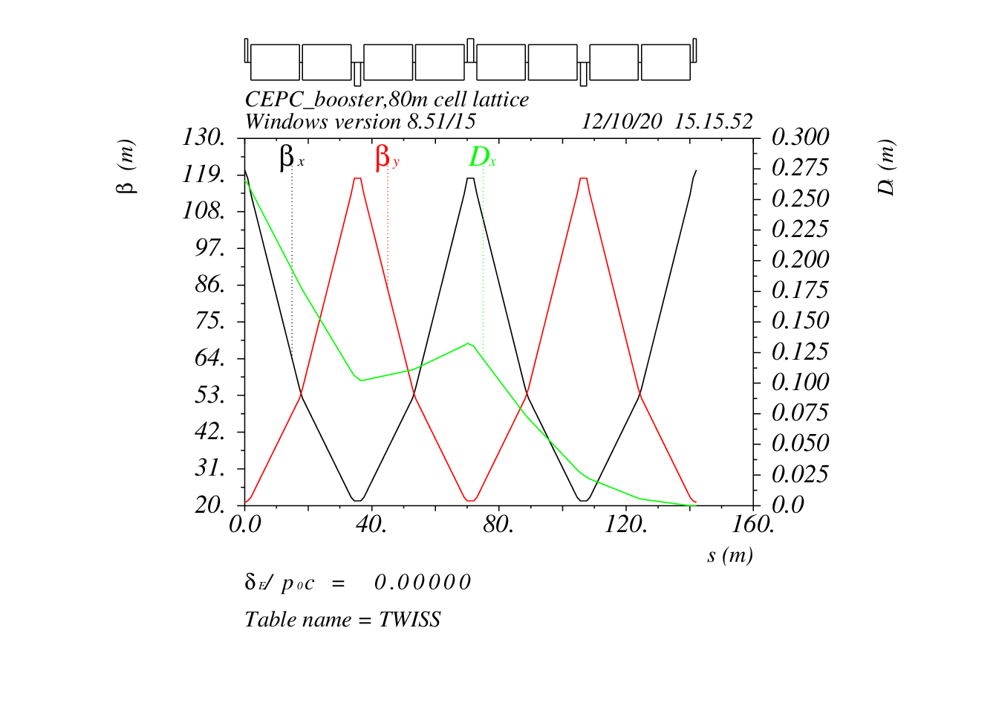 CEPC_booster,80m cell lattice
Windows version 8.51/15 12/10/20 15.15.52
β (m)
130.
119.
108.
97.
86.
75.
64.
53.
42.
31.
20.
βx βy Dx
0.300
0.275
0.250
0.225
0.200
0.175
0.150
0.125
0.100
0.075
0.050
0.025
0.0
Dx (m)
0.0 40. 80. 120. 160.
s (m)
δE/ p0c = 0.00000
Table name = TWISS